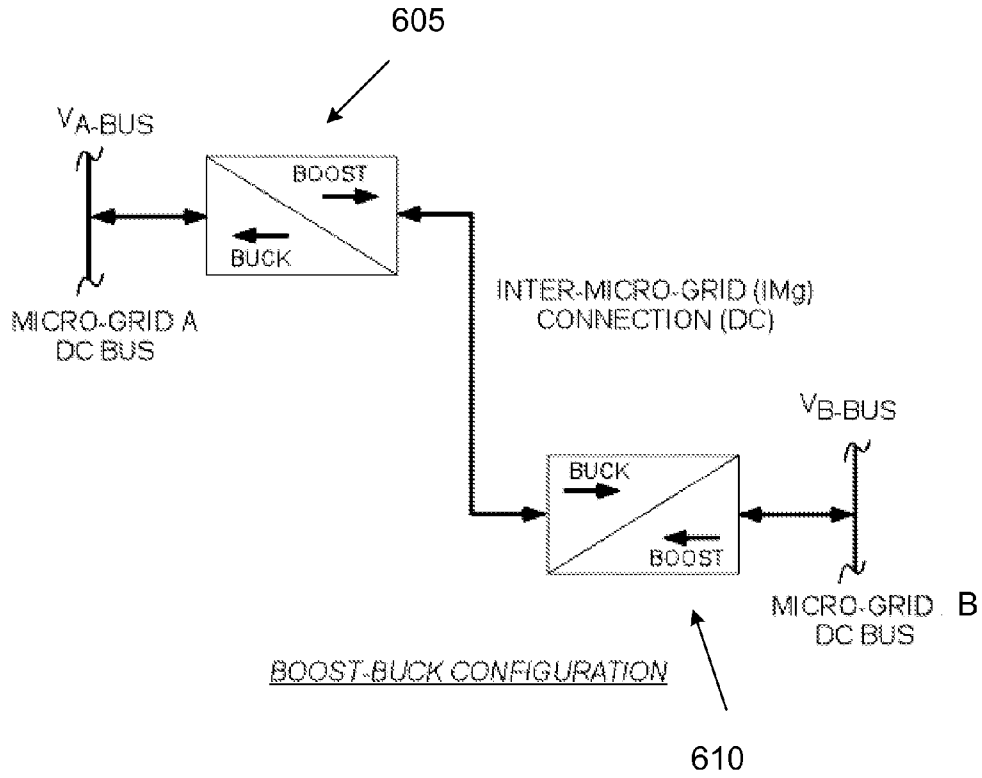 605
VA-BUS
BOOST
BUCK
MICRO-GRID A
DC BUS
INTER-MICRO-GRID (IMg)
CONNECTION (DC)
VB-BUS
BUCK
BOOST
MICRO-GRID B
DC BUS
BOOST-BUCK CONFIGURATION
610